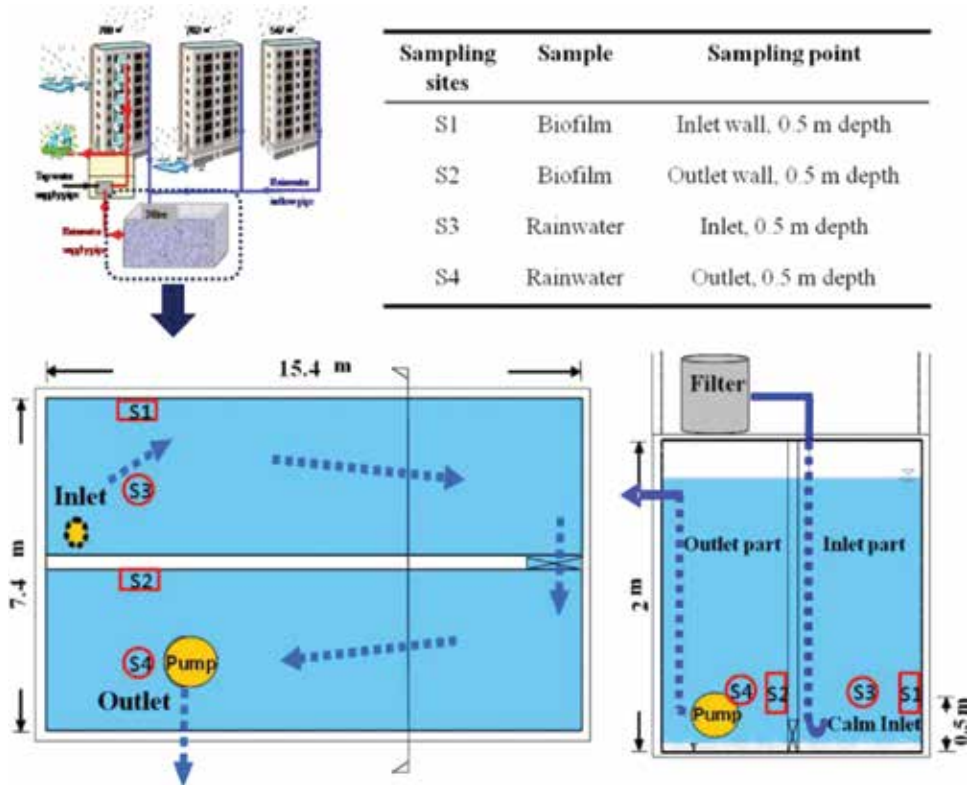 Sampling sites Sample Sampling point
S1 Biofilm Inlet wall, 0.5 m depth
S2 Biofilm Outlet wall, 0.5 m depth
S3 Rainwater Inlet, 0.5 m depth
S4 Rainwater Outlet, 0.5 m depth
15.4 m
7.4 m
S1
S3
Inlet
S2
S4
Pump
Outlet
Filter
Outlet part
Inlet part
2 m
S4
S2
S3
S1
Pump
Calm Inlet
0.5 m